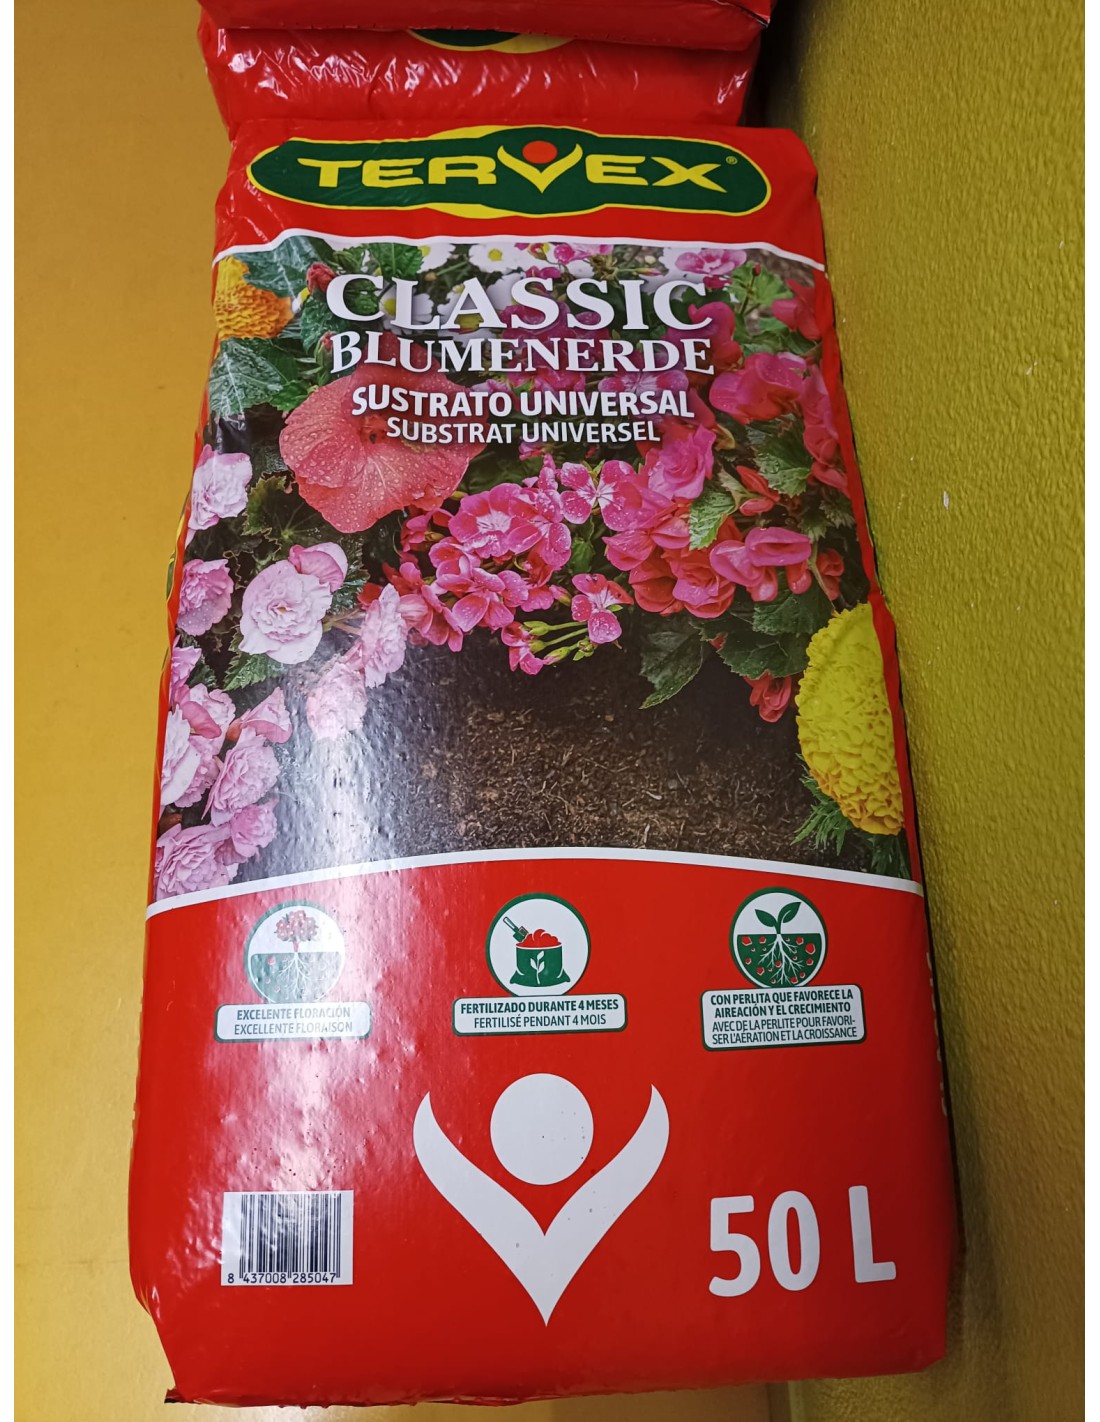 TERVEX®
CLASSIC
BLUMENERDE
SUSTRATO UNIVERSAL
SUBSTRAT UNIVERSEL
EXCELENTE FLORACIÓN
EXCELLENTE FLORAISON
FERTILIZADO DURANTE 4 MESES
FERTILISÉ PENDANT 4 MOIS
CON PERLITA QUE FAVORECE LA
AIREACIÓN Y EL CRECIMIENTO
AVEC DE LA PERLITE POUR FAVORI-
SER L'AÉRATION ET LA CROISSANCE
50 L
8 437008 285047